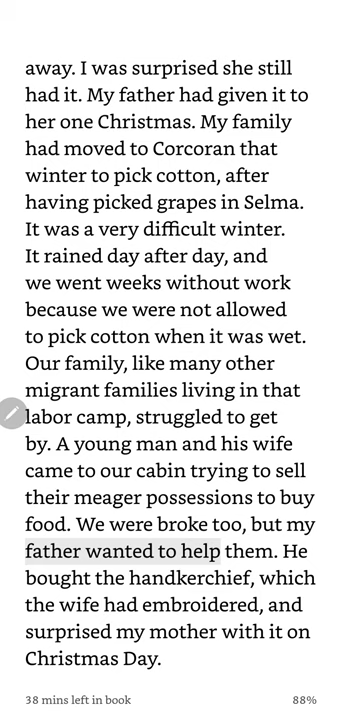 away. I was surprised she still
had it. My father had given it to
her one Christmas. My family
had moved to Corcoran that
winter to pick cotton, after
having picked grapes in Selma.
It was a very difficult winter.
It rained day after day, and
we went weeks without work
because we were not allowed
to pick cotton when it was wet.
Our family, like many other
migrant families living in that
labor camp, struggled to get
by. A young man and his wife
came to our cabin trying to sell
their meager possessions to buy
food. We were broke too, but my
father wanted to help them. He
bought the handkerchief, which
the wife had embroidered, and
surprised my mother with it on
Christmas Day.
38 mins left in book 88%